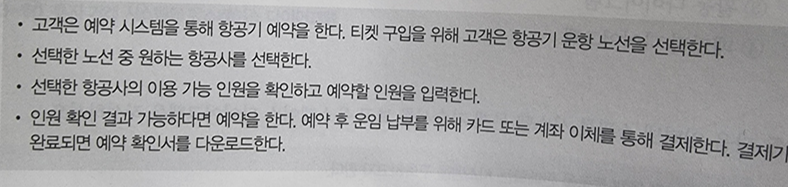 • 고객은 예약 시스템을 통해 항공기 예약을 한다. 티켓 구입을 위해 고객은 항공기 운항 노선을 선택한다.
• 선택한 노선 중 원하는 항공사를 선택한다.
• 선택한 항공사의 이용 가능 인원을 확인하고 예약할 인원을 입력한다.
• 인원 확인 결과 가능하다면 예약을 한다. 예약 후 운임 납부를 위해 카드 또는 계좌 이체를 통해 결제한다. 결제가
완료되면 예약 확인서를 다운로드한다.